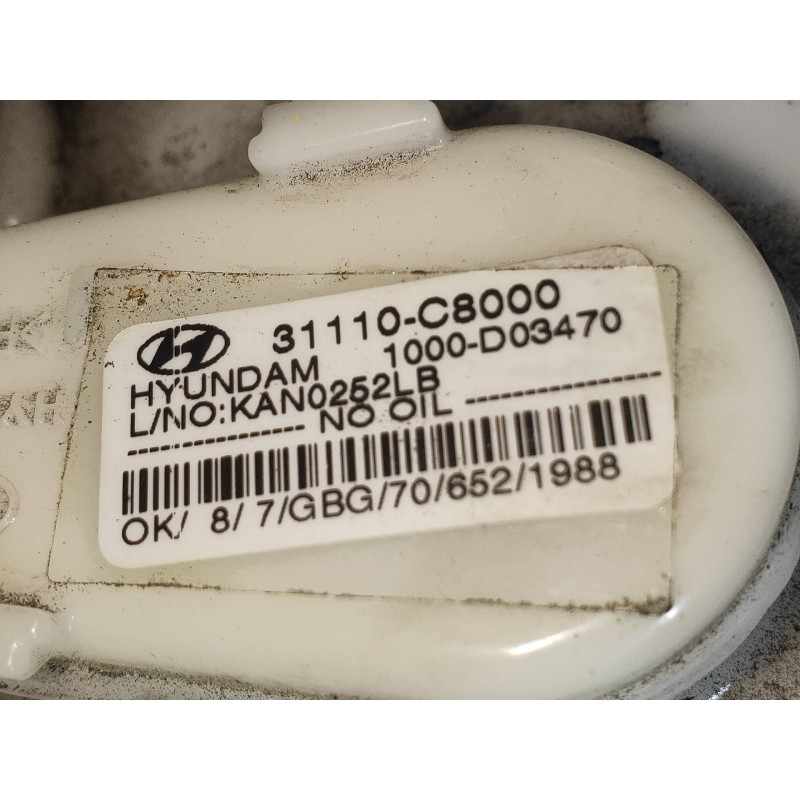 31110-C8000
HYUNDAM 1000-D03470
L/NO:KAN0252LB
--------------- NO OIL ---------------
OK/ 8/ 7/GBG/70/652/1988